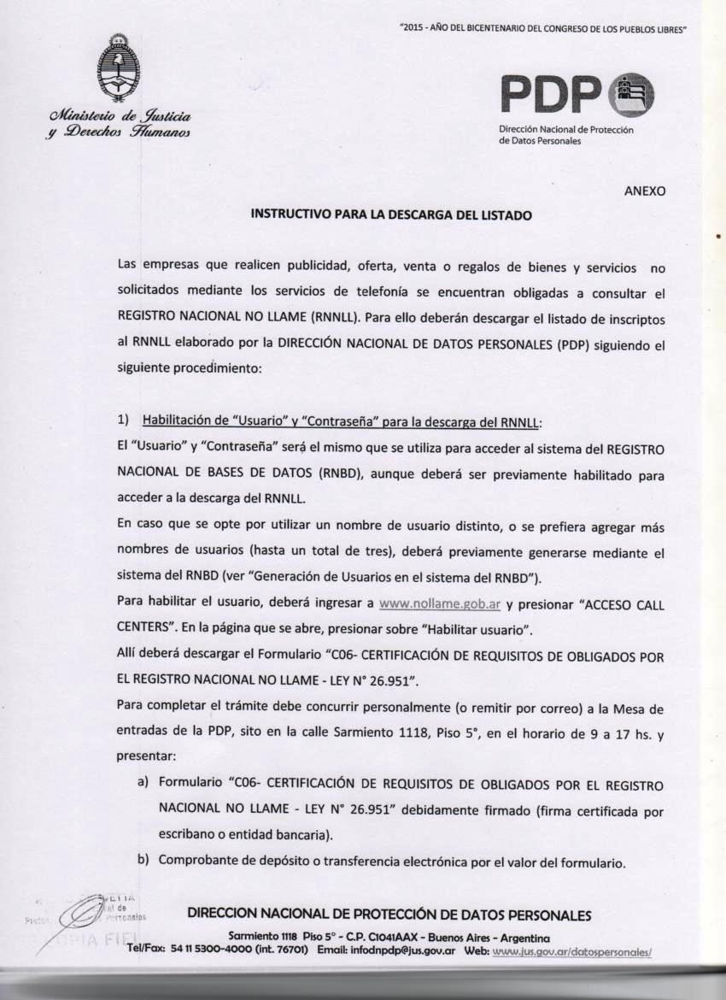 "2015 - AÑO DEL BICENTENARIO DEL CONGRESO DE LOS PUEBLOS LIBRES"
Ministerio de Justicia
y Derechos Humanos
PDP
Dirección Nacional de Protección
de Datos Personales
ANEXO
INSTRUCTIVO PARA LA DESCARGA DEL LISTADO
Las empresas que realicen publicidad, oferta, venta o regalos de bienes y servicios no
solicitados mediante los servicios de telefonía se encuentran obligadas a consultar el
REGISTRO NACIONAL NO LLAME (RNNLL). Para ello deberán descargar el listado de inscriptos
al RNNLL elaborado por la DIRECCIÓN NACIONAL DE DATOS PERSONALES (PDP) siguiendo el
siguiente procedimiento:
1) Habilitación de "Usuario" y "Contraseña" para la descarga del RNNLL:
El "Usuario" y "Contraseña" será el mismo que se utiliza para acceder al sistema del REGISTRO
NACIONAL DE BASES DE DATOS (RNBD), aunque deberá ser previamente habilitado para
acceder a la descarga del RNNLL.
En caso que se opte por utilizar un nombre de usuario distinto, o se prefiera agregar más
nombres de usuarios (hasta un total de tres), deberá previamente generarse mediante el
sistema del RNBD (ver "Generación de Usuarios en el sistema del RNBD").
Para habilitar el usuario, deberá ingresar a www.nollame.gob.ar y presionar "ACCESO CALL
CENTERS". En la página que se abre, presionar sobre "Habilitar usuario".
Allí deberá descargar el Formulario "C06- CERTIFICACIÓN DE REQUISITOS DE OBLIGADOS POR
EL REGISTRO NACIONAL NO LLAME - LEY N° 26.951".
Para completar el trámite debe concurrir personalmente (o remitir por correo) a la Mesa de
entradas de la PDP, sito en la calle Sarmiento 1118, Piso 5°, en el horario de 9 a 17 hs. y
presentar:
a) Formulario "C06- CERTIFICACIÓN DE REQUISITOS DE OBLIGADOS POR EL REGISTRO
NACIONAL NO LLAME - LEY N° 26.951" debidamente firmado (firma certificada por
escribano o entidad bancaria).
b) Comprobante de depósito o transferencia electrónica por el valor del formulario.
de
Personales
COPIA FIEL
DIRECCION NACIONAL DE PROTECCIÓN DE DATOS PERSONALES
Sarmiento 1118 Piso 5° - C.P. C1041AAX - Buenos Aires - Argentina
Tel/Fax: 54 11 5300-4000 (int. 76701) Email: infodnpdp@jus.gov.ar Web: www.jus.gov.ar/datospersonales/